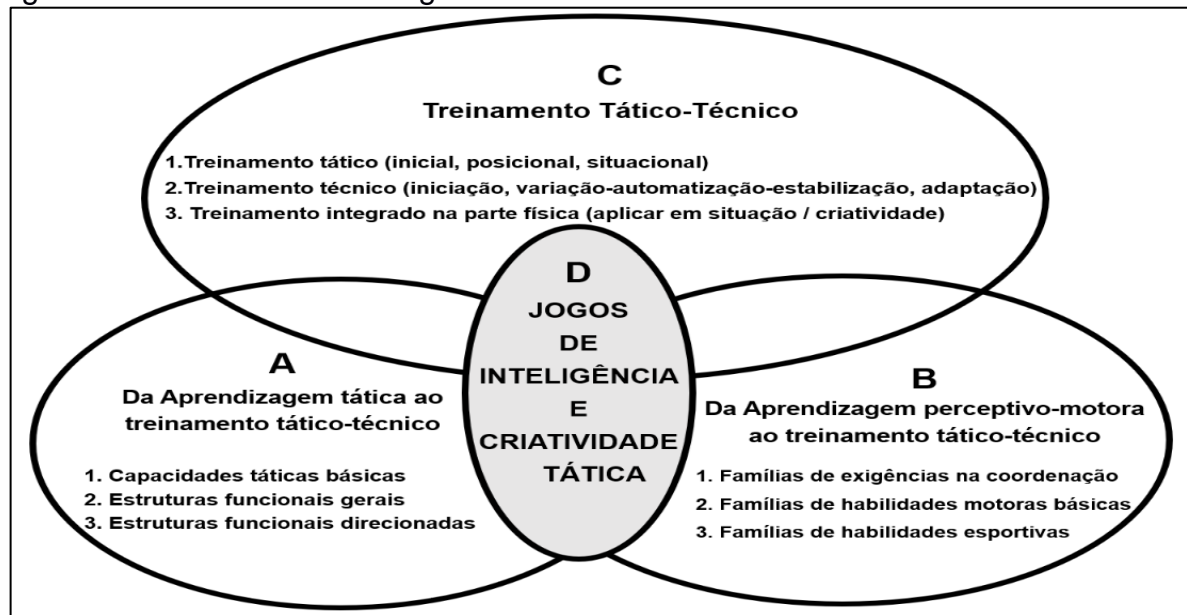 C
Treinamento Tático-Técnico
1.Treinamento tático (inicial, posicional, situacional)
2.Treinamento técnico (iniciação, variação-automatização-estabilização, adaptação)
3. Treinamento integrado na parte física (aplicar em situação / criatividade)
D
JOGOS
DE
INTELIGÊNCIA
E
CRIATIVIDADE
TÁTICA
A
Da Aprendizagem tática ao
treinamento tático-técnico
1. Capacidades táticas básicas
2. Estruturas funcionais gerais
3. Estruturas funcionais direcionadas
B
Da Aprendizagem perceptivo-motora
ao treinamento tático-técnico
1. Famílias de exigências na coordenação
2. Famílias de habilidades motoras básicas
3. Famílias de habilidades esportivas